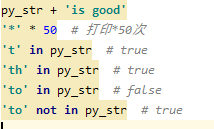 py_str + 'is good'
'*' * 50  # 打印*50次
't' in py_str  # true
'th' in py_str  # true
'to' in py_str  # false
'to' not in py_str  # true